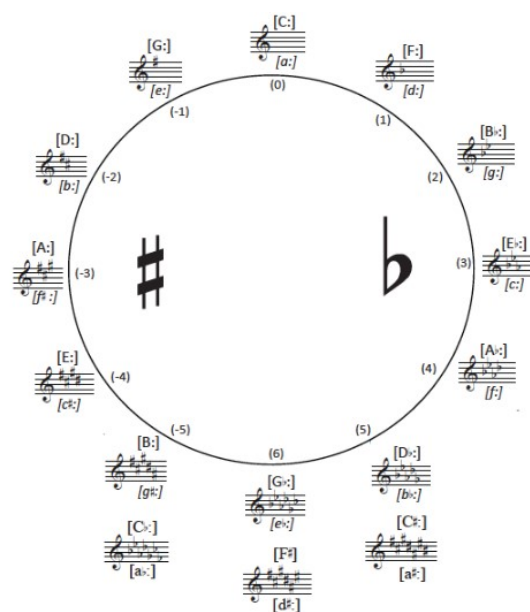 [C:]
[a:]
(0)
[G:]
[e:]
(-1)
[F:]
[d:]
(1)
[D:]
[b:]
(-2)
[B♭:]
[g:]
(2)
[A:]
[f♯:]
(-3)
♯
♭
[E♭:]
[c:]
(3)
[E:]
[c♯:]
(-4)
[A♭:]
[f:]
(4)
[B:]
[g♯:]
(-5)
[D♭:]
[b♭:]
(5)
(6)
[G♭:]
[e♭:]
[C♭:]
[a♭:]
[F♯]
[d♯:]
[C♯:]
[a♯:]